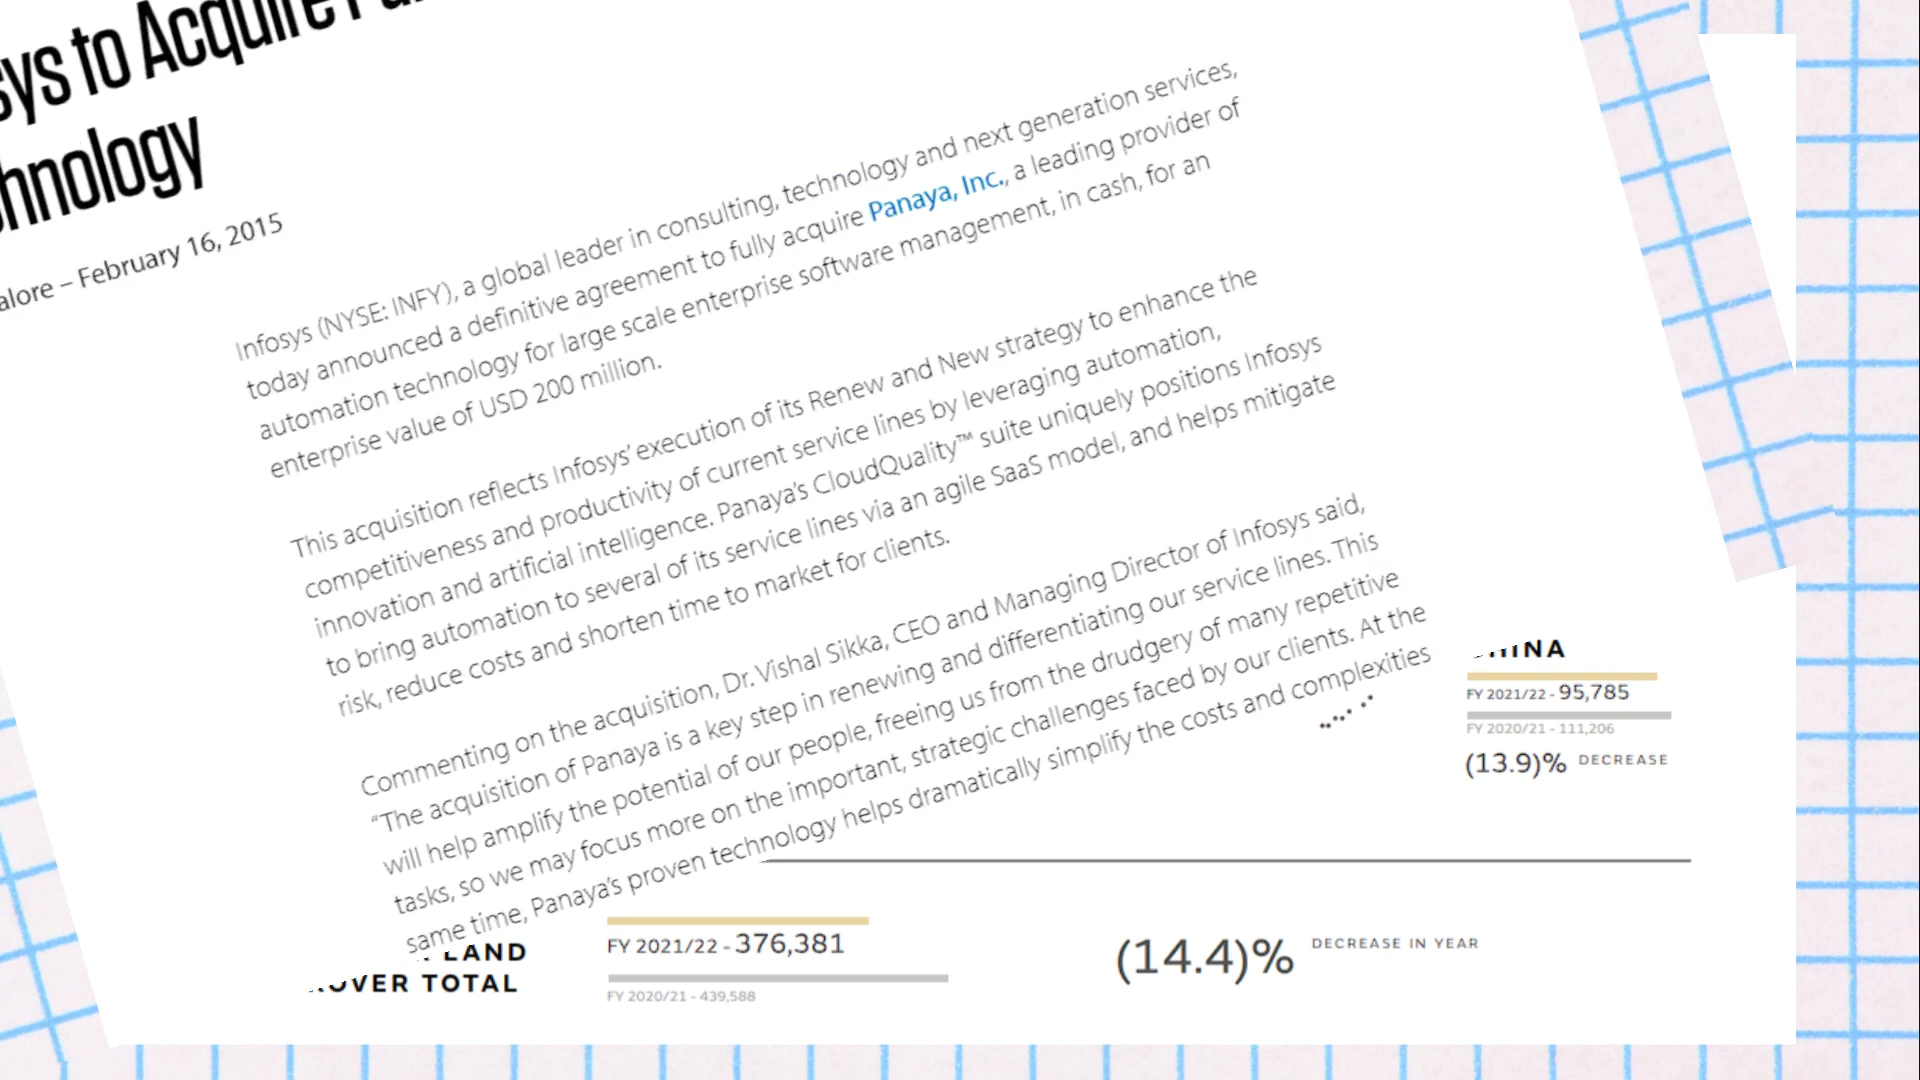 to Acquire
February 16, 2015
Infosys (NYSE: INFY), a global leader in consulting, technology and next generation services,
today announced a definitive agreement to fully acquire Panaya, Inc., a leading provider of
automation technology for large scale enterprise software management, in cash, for an
enterprise value of USD 200 million.
This acquisition reflects Infosys' execution of its Renew and New strategy to enhance the
competitiveness and productivity of current service lines by leveraging automation,
innovation and artificial intelligence. Panaya's CloudQuality™ suite uniquely positions Infosys
to bring automation to several of its service lines via an agile SaaS model, and helps mitigate
risk, reduce costs and shorten time to market for clients.
Commenting on the acquisition, Dr. Vishal Sikka, CEO and Managing Director of Infosys said,
“The acquisition of Panaya is a key step in renewing and differentiating our service lines. This
will help amplify the potential of our people, freeing us from the drudgery of many repetitive
tasks, so we may focus more on the important, strategic challenges faced by our clients. At the
same time, Panaya's proven technology helps dramatically simplify the costs and complexities
FY 2021/22 - 95,785
FY 2020/21 - 111,206
(13.9)% DECREASE
LAND
TOTAL
FY 2021/22 - 376,381
FY 2020/21 - 439,588
(14.4)% DECREASE IN YEAR